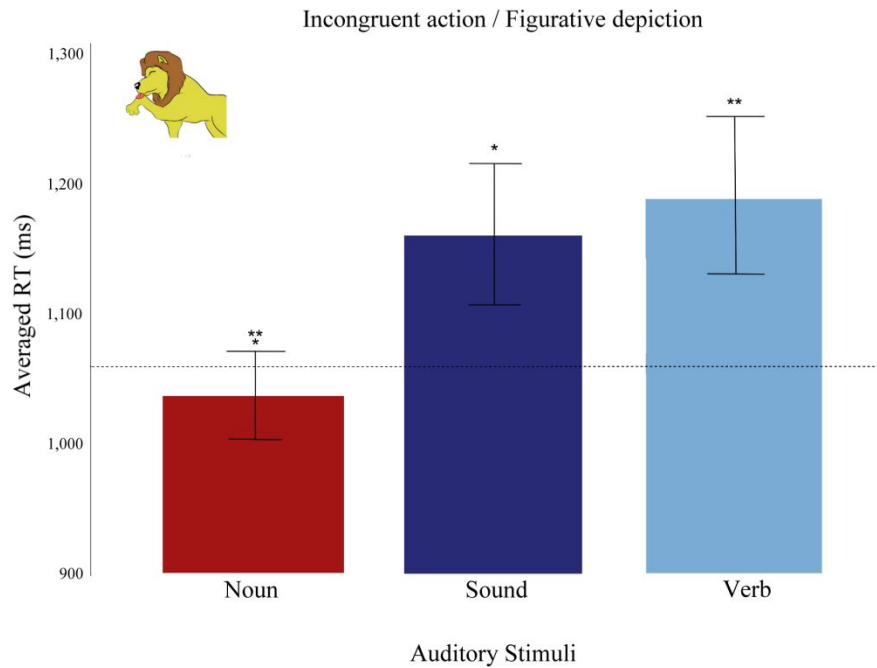 Incongruent action / Figurative depiction
1,300
1,200
1,100
1,000
900
Averaged RT (ms)
**
*
*
**
Noun Sound Verb
Auditory Stimuli